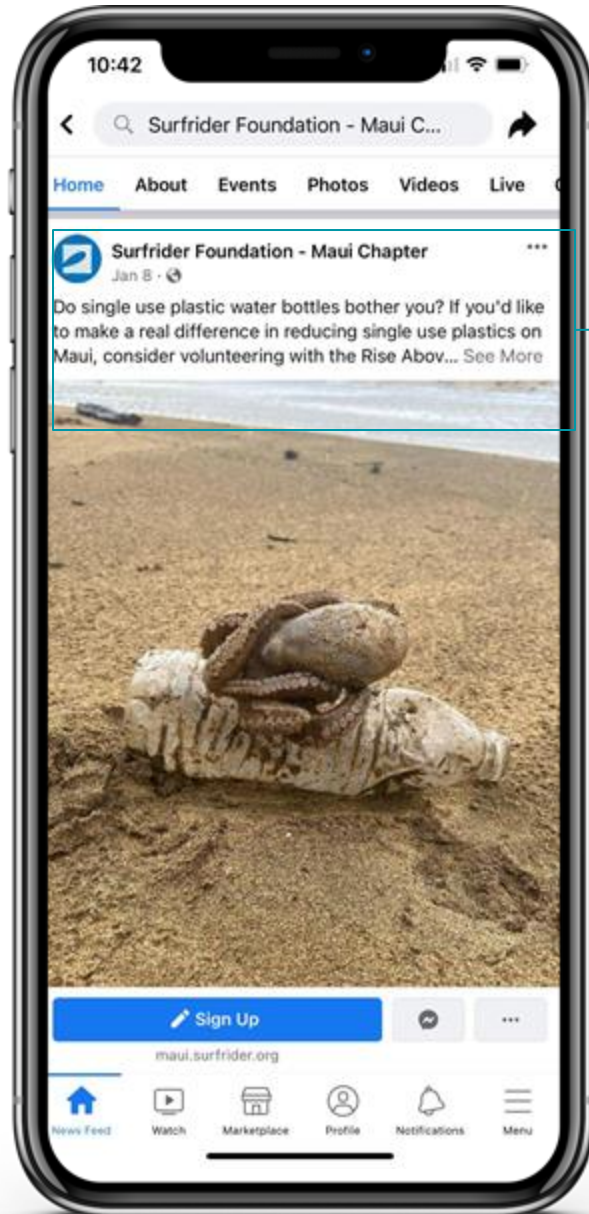 10:42
Surfrider Foundation - Maui C...
Home About Events Photos Videos Live
Surfrider Foundation - Maui Chapter
Jan 8 ·
Do single use plastic water bottles bother you? If you'd like
to make a real difference in reducing single use plastics on
Maui, consider volunteering with the Rise Abov... See More
Sign Up
maui.surfrider.org
News Feed Watch Marketplace Profile Notifications Menu